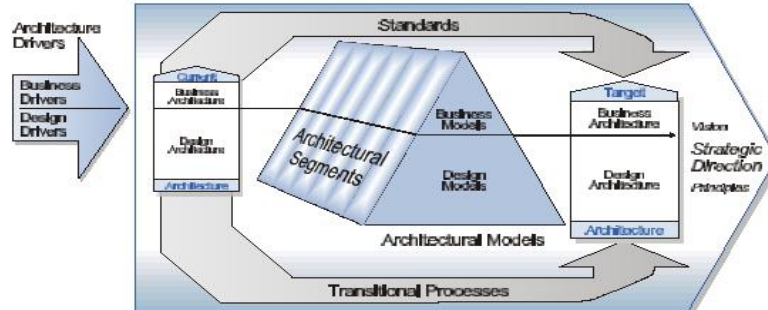 Architecture
Drivers
Business
Drivers
Design
Drivers
Standards
Current
Business
Architecture
Design
Architecture
Architecture
Architectural
Segments
Business
Models
Design
Models
Architectural Models
Target
Business
Architecture
Design
Architecture
Architecture
Vision
Strategic
Direction
Principles
Transitional Processes